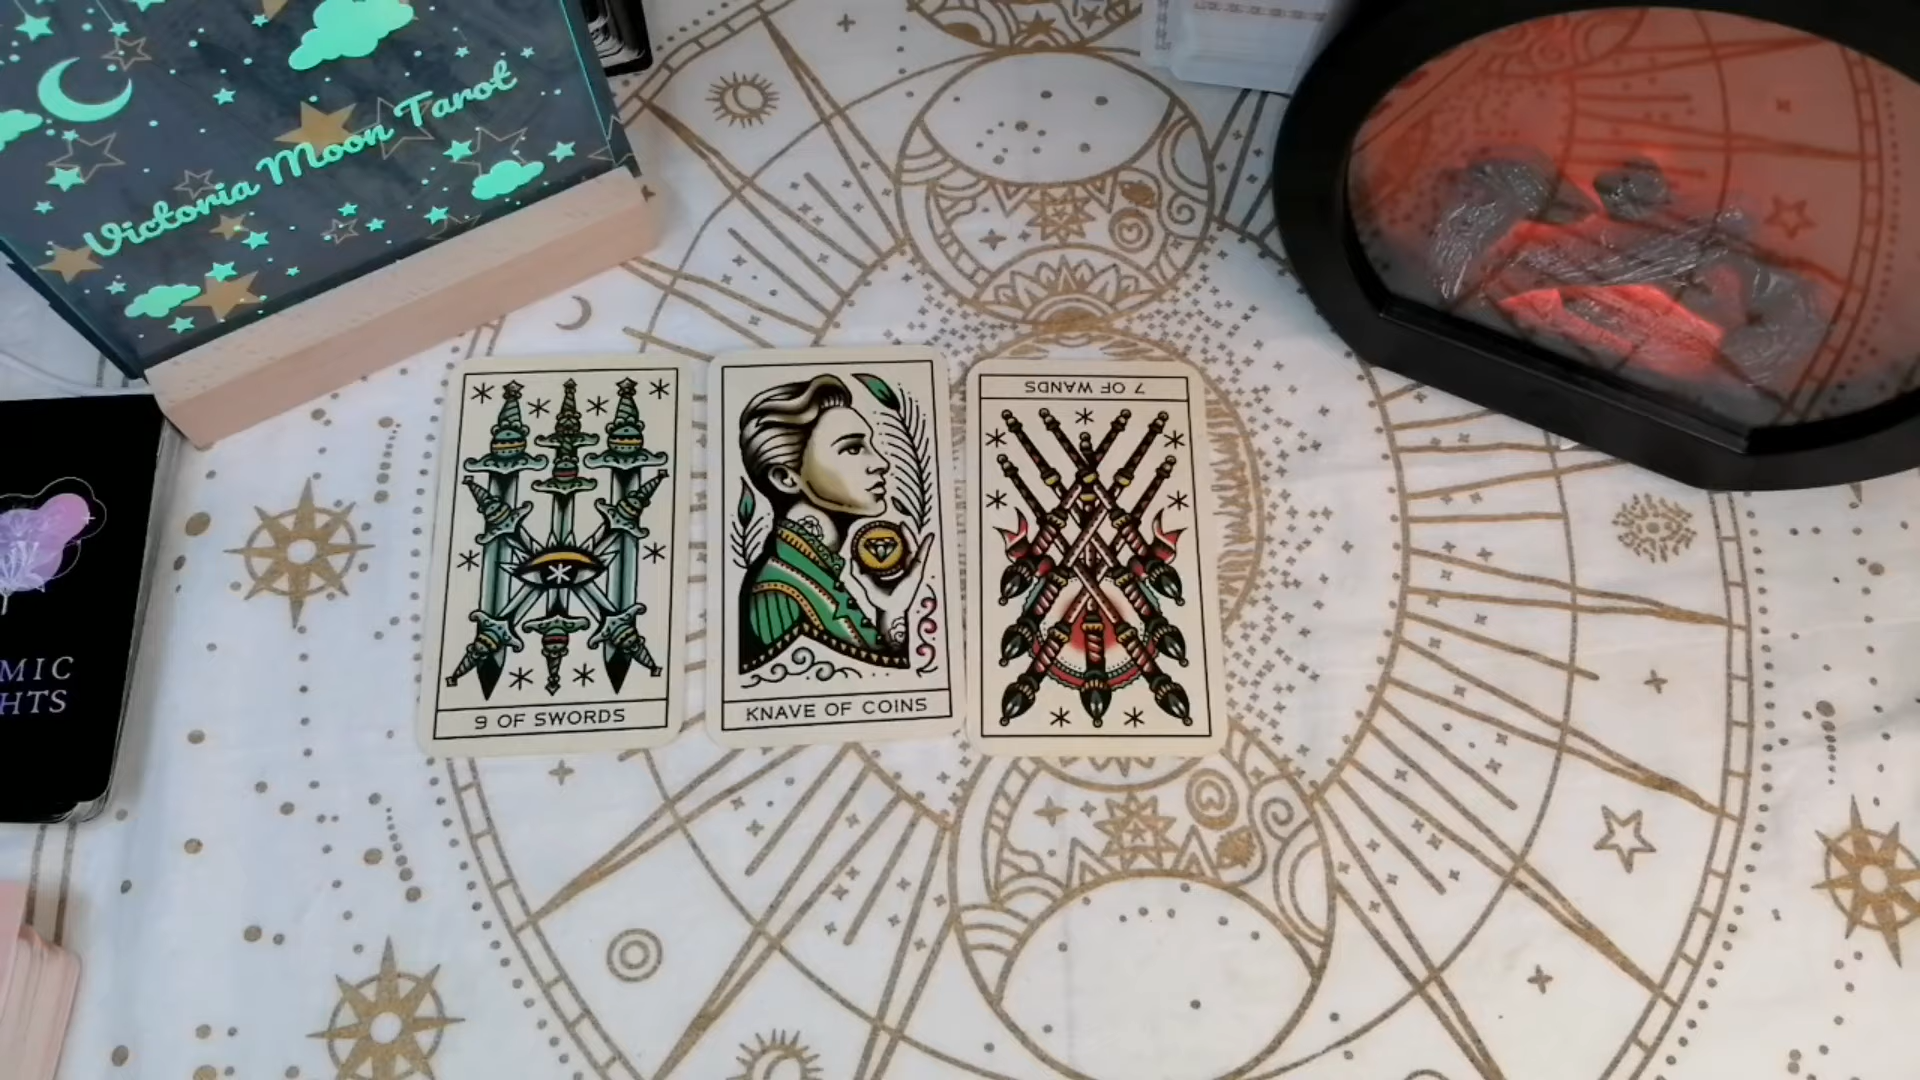 Victoria Moon Tarot
7 OF WANDS
MIC
HTS
9 OF SWORDS
KNAVE OF COINS